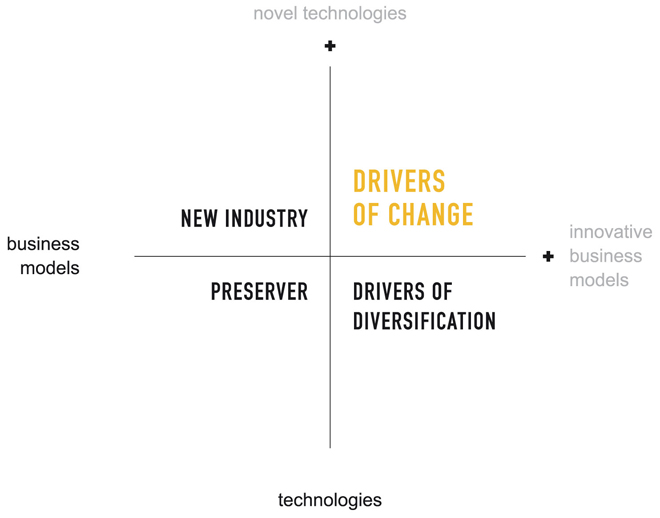 novel technologies
+
DRIVERS
OF CHANGE
NEW INDUSTRY
business
models
+
innovative
business
models
PRESERVER
DRIVERS OF
DIVERSIFICATION
technologies